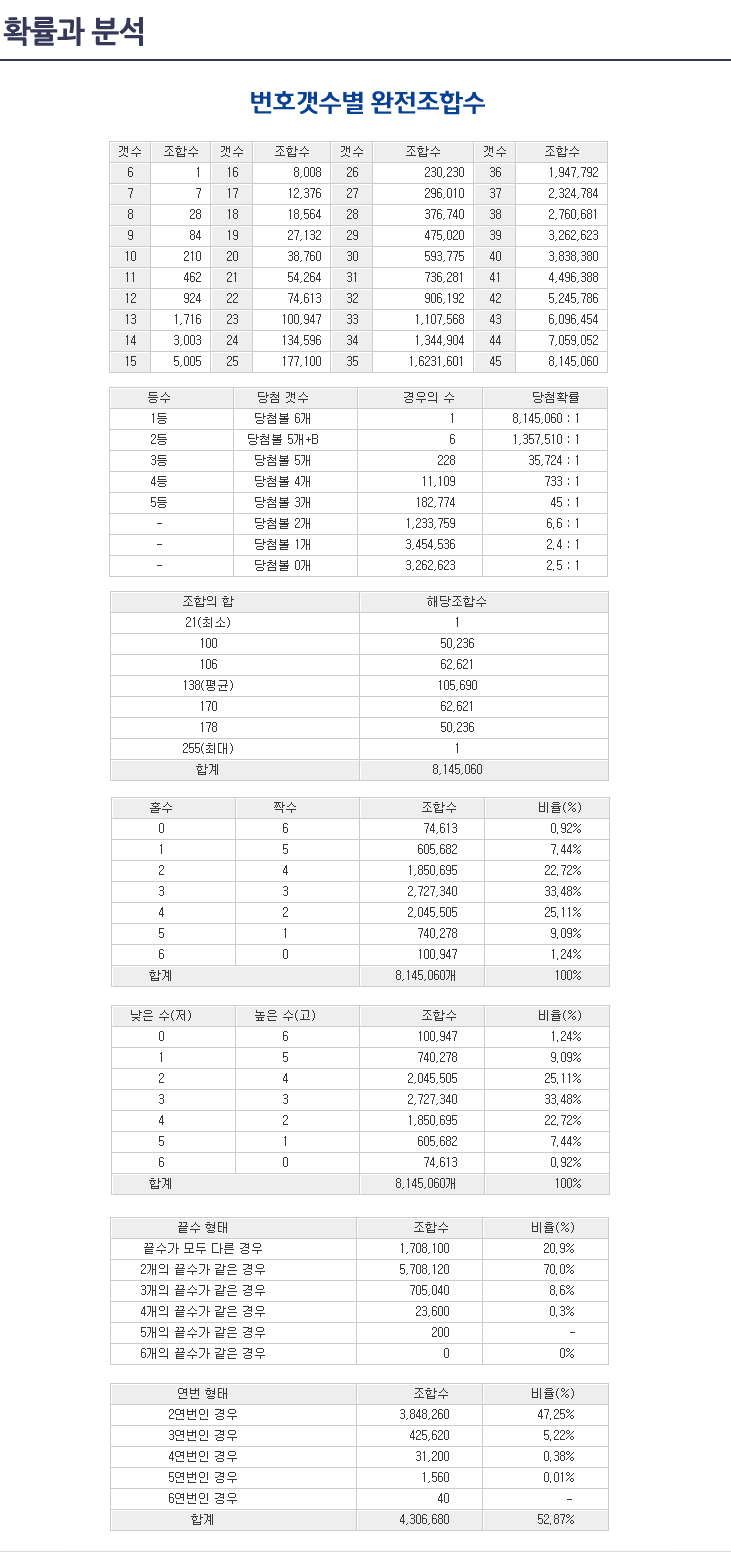 확률과 분석
번호갯수별 완전조합수
갯수 조합수 갯수 조합수 갯수 조합수 갯수 조합수
6 1 16 8,008 26 230,230 36 1,947,792
7 7 17 12,376 27 296,010 37 2,324,784
8 28 18 18,564 28 376,740 38 2,760,681
9 84 19 27,132 29 475,020 39 3,262,623
10 210 20 38,760 30 593,775 40 3,838,380
11 462 21 54,264 31 736,281 41 4,496,388
12 924 22 74,613 32 906,192 42 5,245,786
13 1,716 23 100,947 33 1,107,568 43 6,096,454
14 3,003 24 134,596 34 1,344,904 44 7,059,052
15 5,005 25 177,100 35 1,6231,601 45 8,145,060
등수 당첨 갯수 경우의 수 당첨확률
1등 당첨볼 6개 1 8,145,060 : 1
2등 당첨볼 5개+B 6 1,357,510 : 1
3등 당첨볼 5개 228 35,724 : 1
4등 당첨볼 4개 11,109 733 : 1
5등 당첨볼 3개 182,774 45 : 1
- 당첨볼 2개 1,233,759 6.6 : 1
- 당첨볼 1개 3,454,536 2.4 : 1
- 당첨볼 0개 3,262,623 2.5 : 1
조합의 합 해당조합수
21(최소) 1
100 50,236
106 62,621
138(평균) 105,690
170 62,621
178 50,236
255(최대) 1
합계 8,145,060
홀수 짝수 조합수 비율(%)
0 6 74,613 0.92%
1 5 605,682 7.44%
2 4 1,850,695 22.72%
3 3 2,727,340 33.48%
4 2 2,045,505 25.11%
5 1 740,278 9.09%
6 0 100,947 1.24%
합계 8,145,060개 100%
낮은 수(저) 높은 수(고) 조합수 비율(%)
0 6 100,947 1.24%
1 5 740,278 9.09%
2 4 2,045,505 25.11%
3 3 2,727,340 33.48%
4 2 1,850,695 22.72%
5 1 605,682 7.44%
6 0 74,613 0.92%
합계 8,145,060개 100%
끝수 형태 조합수 비율(%)
끝수가 모두 다른 경우 1,708,100 20.9%
2개의 끝수가 같은 경우 5,708,120 70.0%
3개의 끝수가 같은 경우 705,040 8.6%
4개의 끝수가 같은 경우 23,600 0.3%
5개의 끝수가 같은 경우 200 -
6개의 끝수가 같은 경우 0 0%
연번 형태 조합수 비율(%)
2연번인 경우 3,848,260 47.25%
3연번인 경우 425,620 5.22%
4연번인 경우 31,200 0.38%
5연번인 경우 1,560 0.01%
6연번인 경우 40 -
합계 4,306,680 52.87%